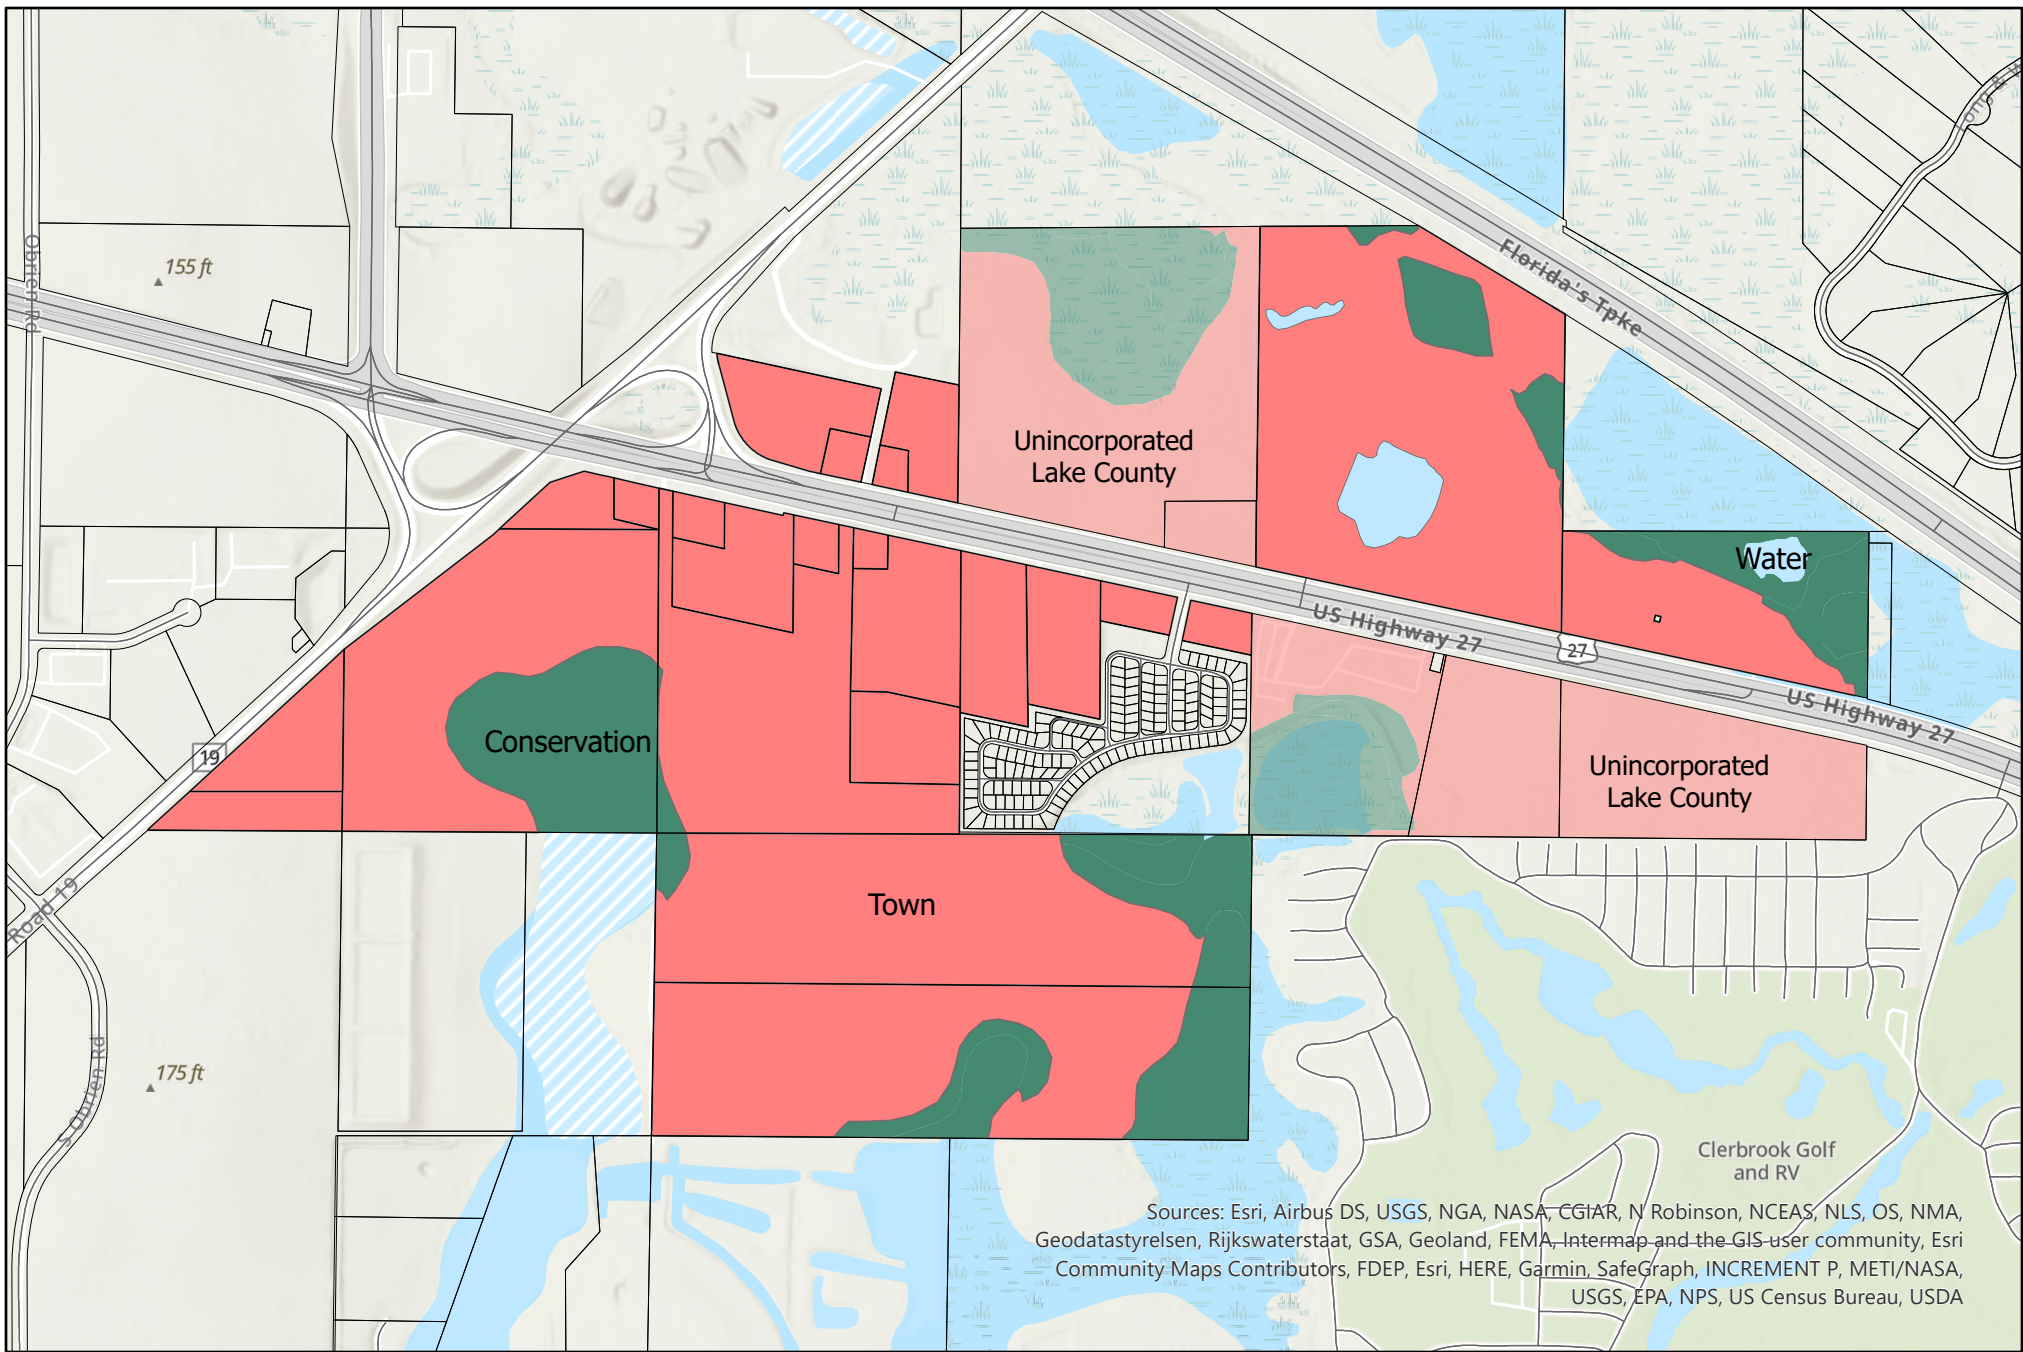 Obrien Rd
155 ft
Florida's Tpke
Unincorporated
Lake County
Water
US Highway 27
27
US Highway 27
Conservation
19
Unincorporated
Lake County
Town
Road 19
S Obrien Rd
175 ft
Clerbrook Golf
and RV
Sources: Esri, Airbus DS, USGS, NGA, NASA, CGIAR, N Robinson, NCEAS, NLS, OS, NMA,
Geodatastyrelsen, Rijkswaterstaat, GSA, Geoland, FEMA, Intermap and the GIS user community, Esri
Community Maps Contributors, FDEP, Esri, HERE, Garmin, SafeGraph, INCREMENT P, METI/NASA,
USGS, EPA, NPS, US Census Bureau, USDA